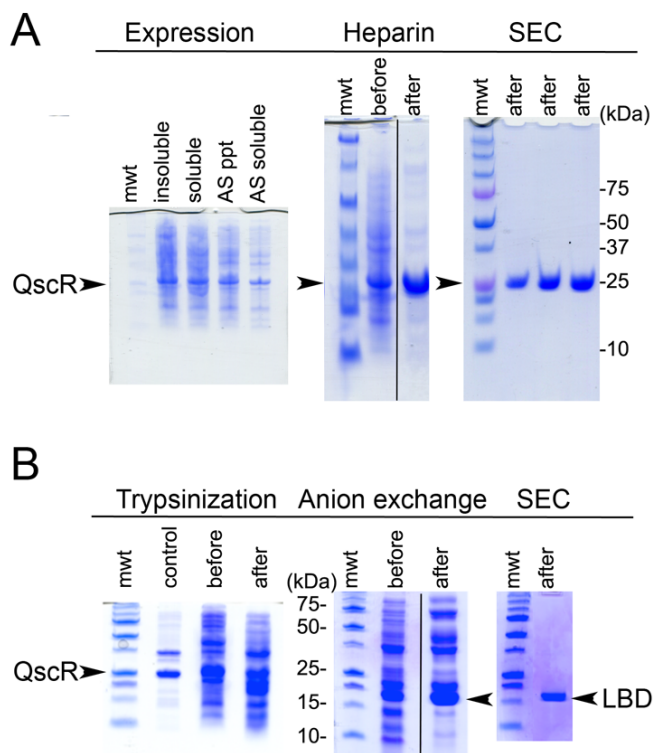 A
Expression Heparin SEC
mwt insoluble soluble AS ppt AS soluble mwt before after mwt after after after (kDa)
-75
-50
-37
QscR -25
-10
B
Trypsinization Anion exchange SEC
mwt control before after (kDa) mwt before after mwt after
75-
50-
QscR 25-
15- LBD
10-